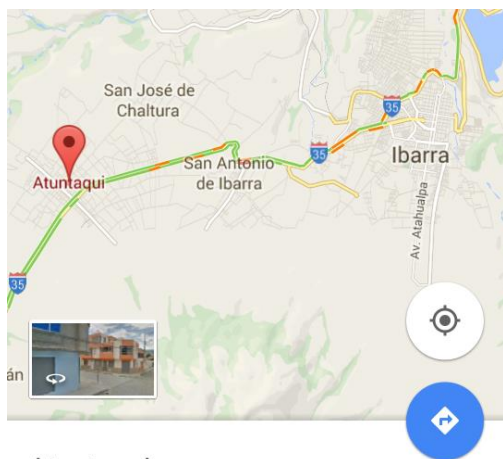 San José de
Chaltura
35
Ibarra
35
San Antonio
de Ibarra
Atuntaqui
Av. Atahualpa
35
án